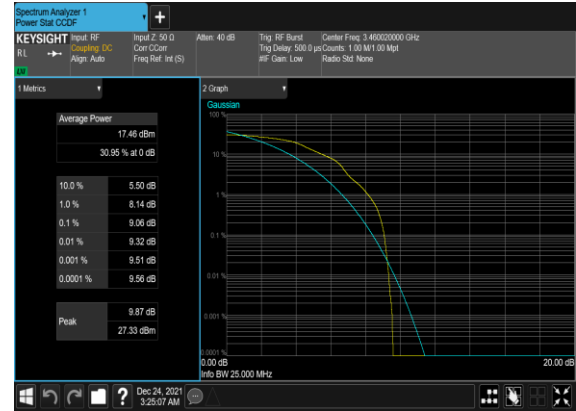 Spectrum Analyzer 1
Power Stat CCDF
+
KEYSIGHT
RL
LV
Input: RF
Coupling: DC
Align: Auto
Input Z: 50 Ω
Corr CCorr
Freq Ref: Int (S)
Atten: 40 dB
Trig: RF Burst
Trig Delay: 500.0 µs
#IF Gain: Low
Center Freq: 3.460020000 GHz
Counts: 1.00 M/1.00 Mpt
Radio Std: None
1 Metrics
Average Power
17.46 dBm
30.95 % at 0 dB
10.0 % 5.50 dB
1.0 % 8.14 dB
0.1 % 9.06 dB
0.01 % 9.32 dB
0.001 % 9.51 dB
0.0001 % 9.56 dB
Peak
9.87 dB
27.33 dBm
2 Graph
Gaussian
100 %
10 %
1 %
0.1 %
0.01 %
0.001 %
0.0001 %
0.00 dB
20.00 dB
Info BW 25.000 MHz
?
Dec 24, 2021
3:25:07 AM